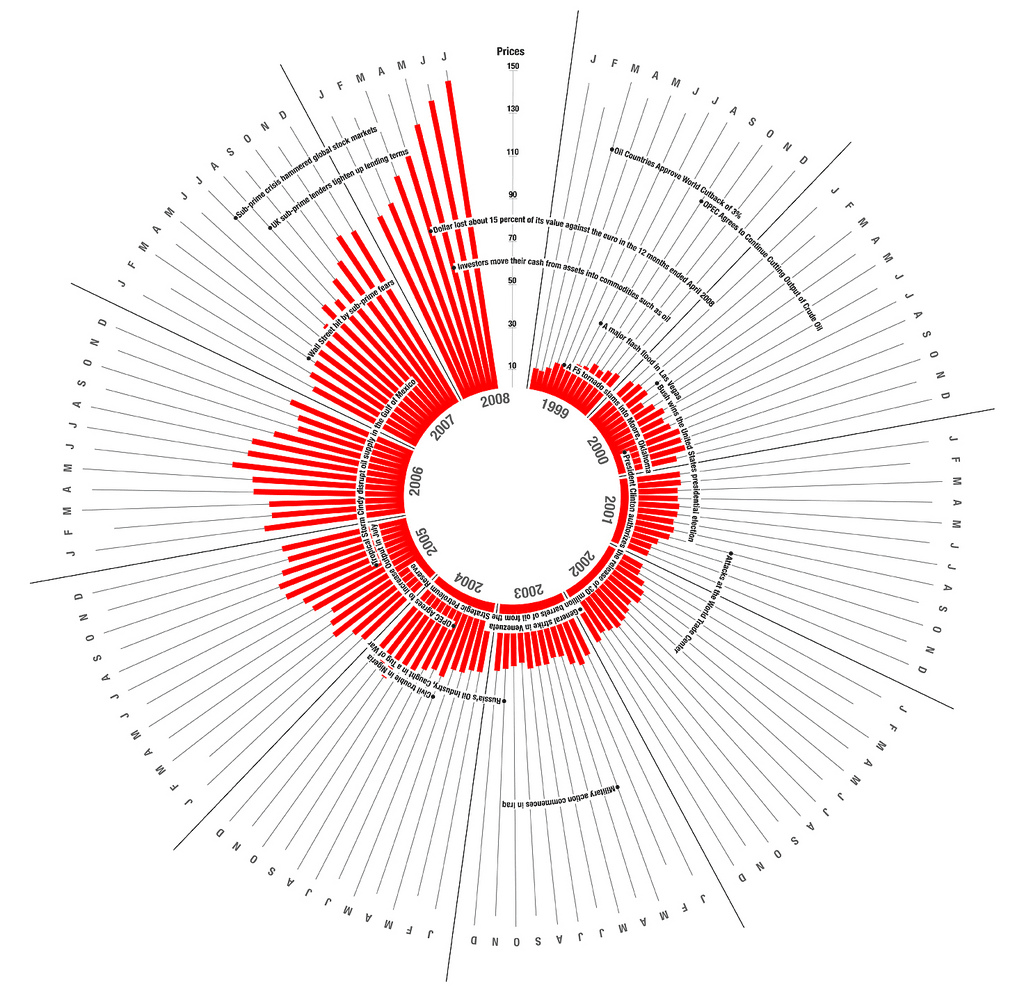 Prices
150
130
110
90
70
50
30
10
J F M A M J J A S O N D
Oil Countries Approve World Cutback of 3%
OPEC Agrees to Continue Cutting Output of Crude Oil
Dollar lost about 15 percent of its value against the euro in the 12 months ended April 2008
Investors move their cash from assets into commodities such as oil
A major flash flood in Las Vegas
A F5 tornado slams into Moore, Oklahoma
1999
J F M A M J J A S O N D
Bush wins the United States presidential election
President Clinton authorizes the release of 30 million barrels of oil from the Strategic Petroleum Reserve
2000
J F M A M J J A S O N D
Attacks at the World Trade Center
2001
J F M A M J J A S O N D
General strike in Venezuela
2002
J F M A M J J A S O N D
Military action commences in Iraq
Russia's Oil Industry, Caught in a Tug of War
2003
J F M A M J J A S O N D
Civil trouble in Nigeria
OPEC Agrees to Increase Output in July
2004
J F M A M J J A S O N D
Tropical Storm Cindy disrupt oil supply in the Gulf of Mexico
2005
J F M A M J J A S O N D
2006
J F M A M J J A S O N D
Wall Street hit by sub-prime fears
UK sub-prime lenders tighten up lending terms
Sub-prime crisis hammered global stock markets
2007
J F M A M J J
2008